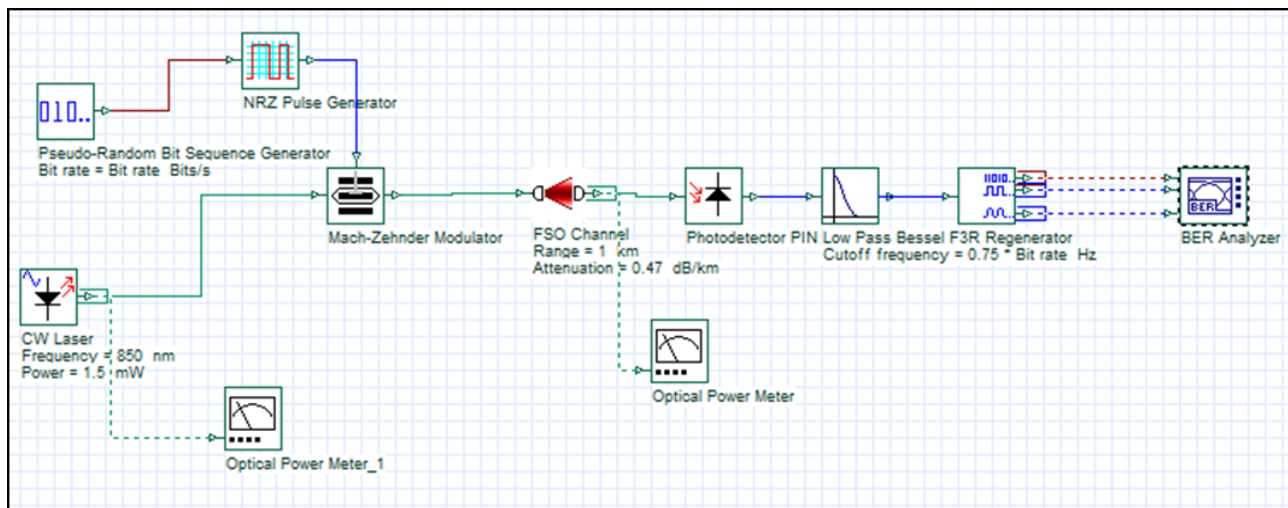 NRZ Pulse Generator
010..
Pseudo-Random Bit Sequence Generator
Bit rate = Bit rate  Bits/s
Mach-Zehnder Modulator
FSO Channel
Range = 1  km
Attenuation = 0.47  dB/km
Photodetector PIN
Low Pass Bessel F
Cutoff frequency = 0.75 * Bit rate  Hz
11010..
3R Regenerator
BER
BER Analyzer
CW Laser
Frequency = 850  nm
Power = 1.5  mW
Optical Power Meter
Optical Power Meter_1